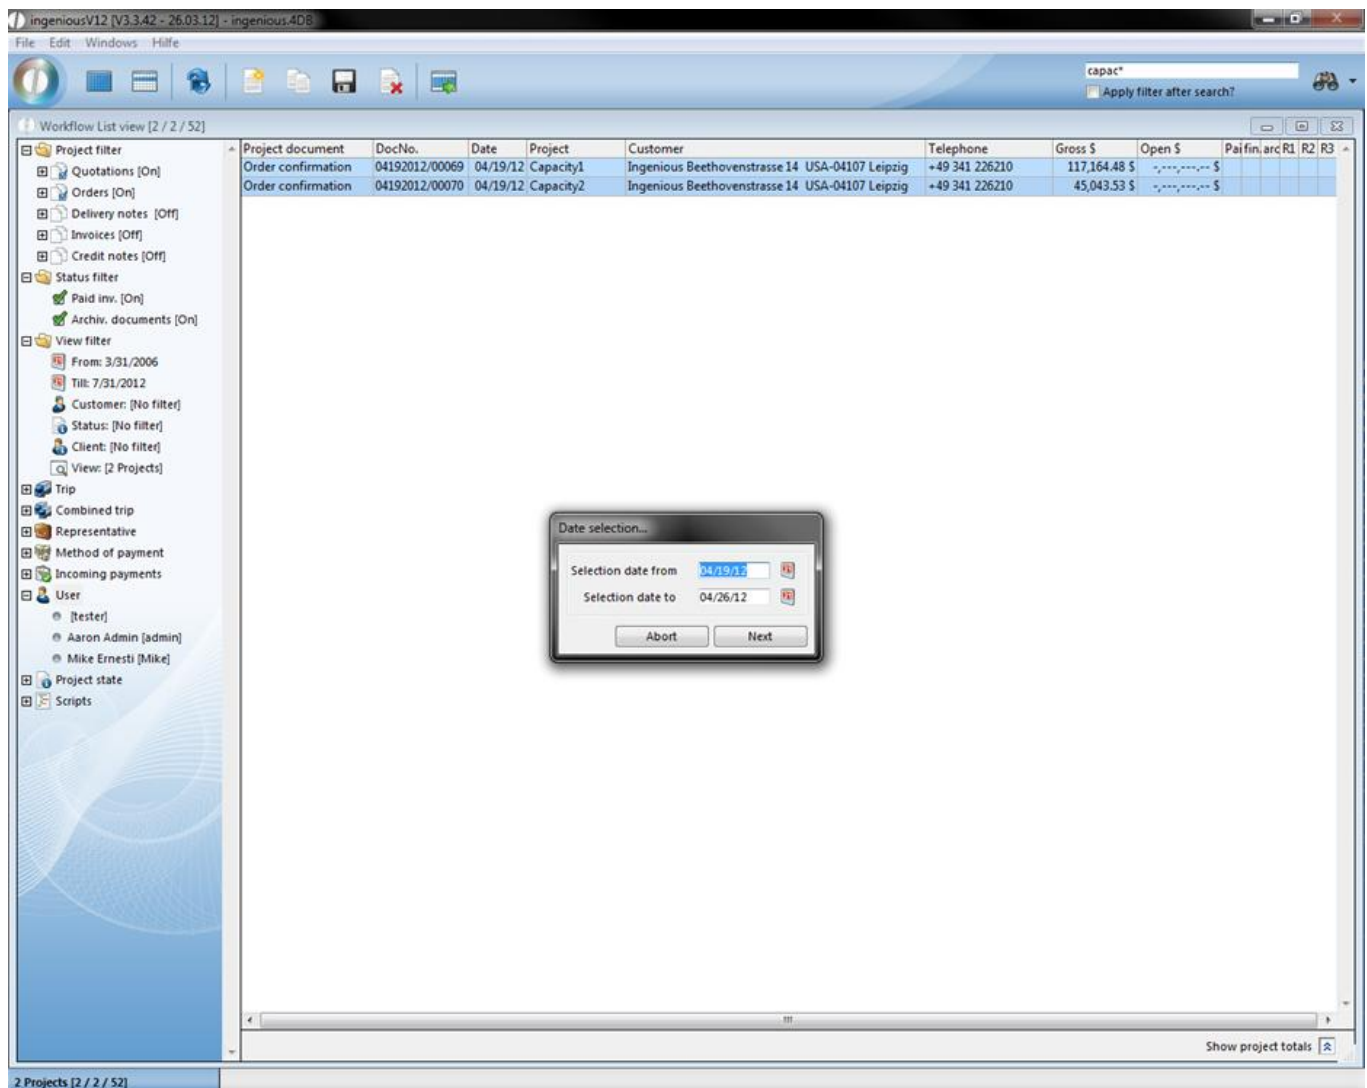 ingeniousV12 [V3.3.42 - 26.03.12] - ingenious.4DB
File Edit Windows Hilfe
capac*
Apply filter after search?
Workflow List view [2 / 2 / 52]
Project filter
Quotations [On]
Orders [On]
Delivery notes [Off]
Invoices [Off]
Credit notes [Off]
Status filter
Paid inv. [On]
Archiv. documents [On]
View filter
From: 3/31/2006
Till: 7/31/2012
Customer: [No filter]
Status: [No filter]
Client: [No filter]
View: [2 Projects]
Trip
Combined trip
Representative
Method of payment
Incoming payments
User
[tester]
Aaron Admin [admin]
Mike Ernesti [Mike]
Project state
Scripts
Project document DocNo. Date Project Customer Telephone Gross $ Open $ Pai fin. arc R1 R2 R3
Order confirmation 04192012/00069 04/19/12 Capacity1 Ingenious Beethovenstrasse 14 USA-04107 Leipzig +49 341 226210 117,164.48 $ -,---,---,-- $
Order confirmation 04192012/00070 04/19/12 Capacity2 Ingenious Beethovenstrasse 14 USA-04107 Leipzig +49 341 226210 45,043.53 $ -,---,---,-- $
Date selection...
Selection date from 04/19/12
Selection date to 04/26/12
Abort Next
Show project totals
2 Projects [2 / 2 / 52]